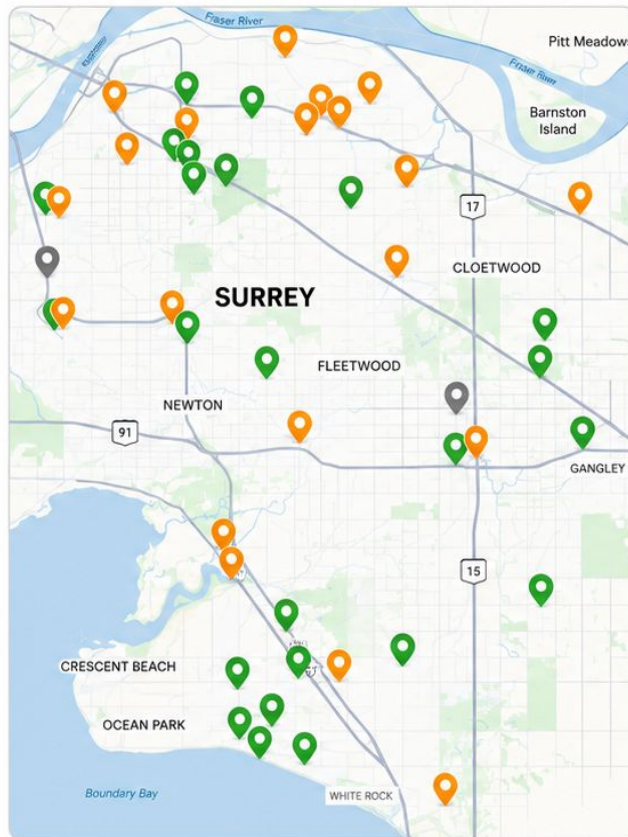 Fraser River
Pitt Meadows
Fraser River
Barnston
Island
17
CLOETWOOD
SURREY
FLEETWOOD
NEWTON
91
GANGLEY
15
CRESCENT BEACH
OCEAN PARK
Boundary Bay
WHITE ROCK